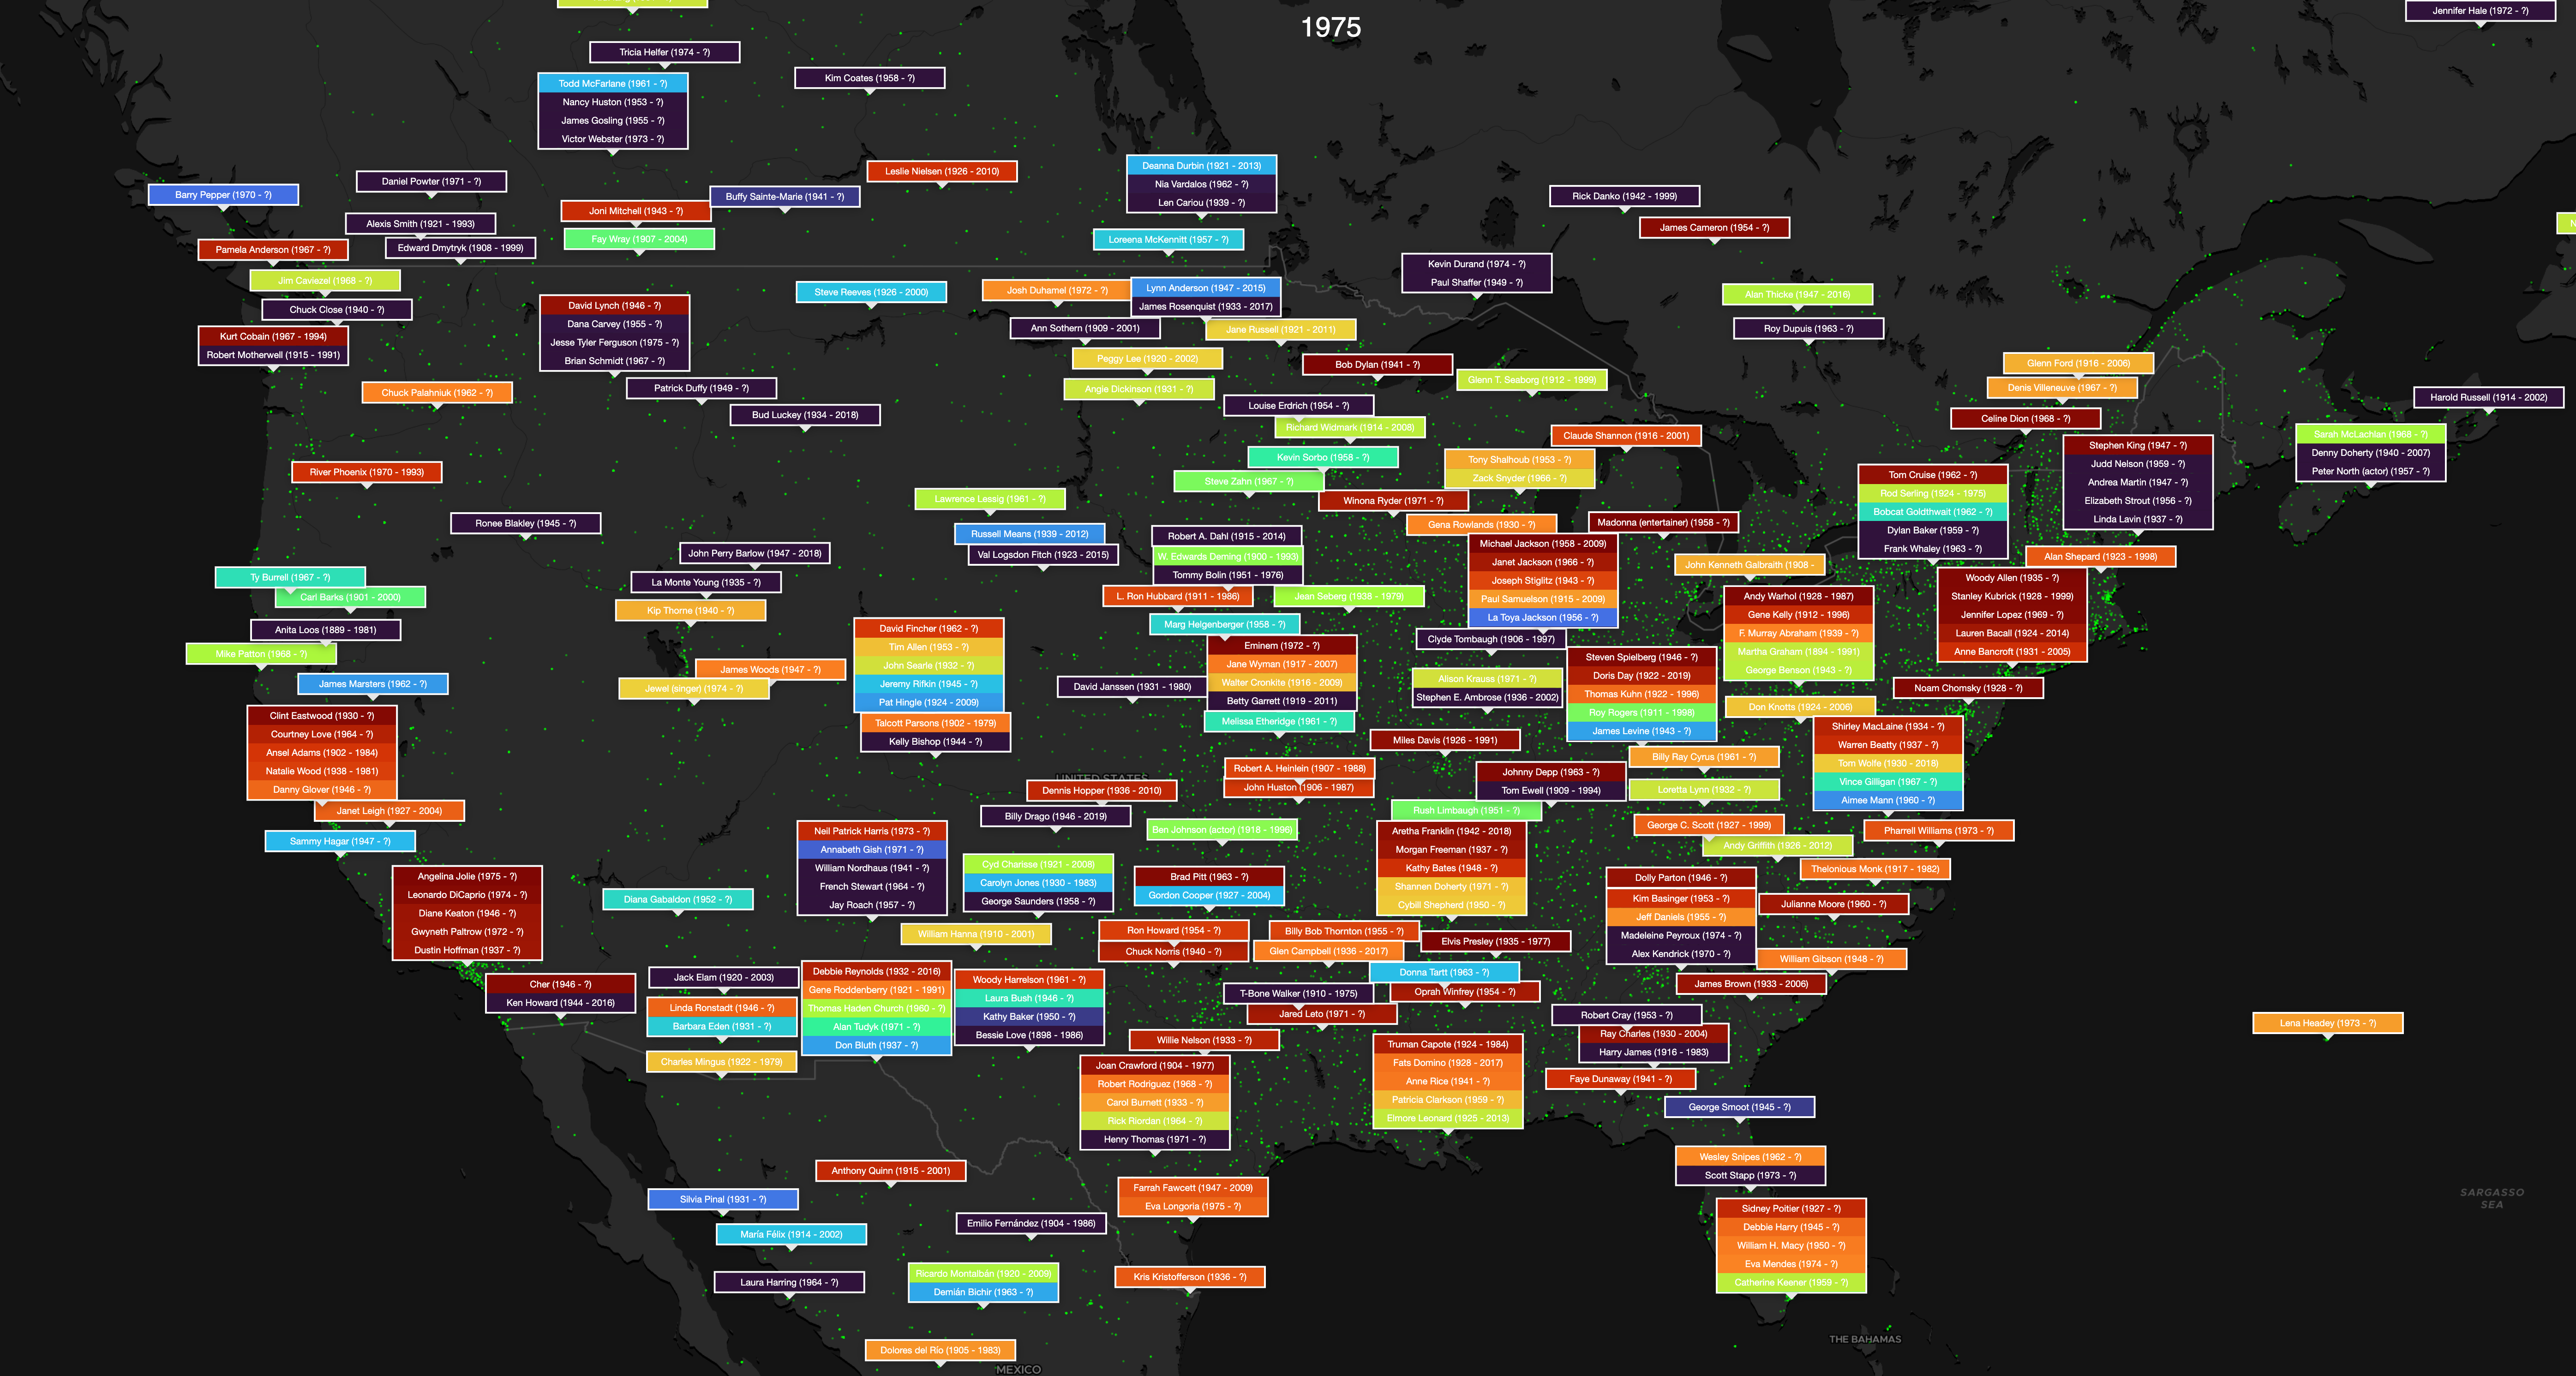 1975
Jennifer Hale (1972 - ?)
Tricia Helfer (1974 - ?)
Kim Coates (1958 - ?)
Todd McFarlane (1961 - ?)
Nancy Huston (1953 - ?)
James Gosling (1955 - ?)
Victor Webster (1973 - ?)
Leslie Nielsen (1926 - 2010)
Deanna Durbin (1921 - 2013)
Nia Vardalos (1962 - ?)
Len Cariou (1939 - ?)
Daniel Powter (1971 - ?)
Barry Pepper (1970 - ?)
Buffy Sainte-Marie (1941 - ?)
Rick Danko (1942 - 1999)
Joni Mitchell (1943 - ?)
Alexis Smith (1921 - 1993)
James Cameron (1954 - ?)
Fay Wray (1907 - 2004)
Loreena McKennitt (1957 - ?)
Edward Dmytryk (1908 - 1999)
Pamela Anderson (1967 - ?)
Kevin Durand (1974 - ?)
Paul Shaffer (1949 - ?)
Jim Caviezel (1968 - ?)
Steve Reeves (1926 - 2000)
Josh Duhamel (1972 - ?)
Lynn Anderson (1947 - 2015)
James Rosenquist (1933 - 2017)
Alan Thicke (1947 - 2016)
Chuck Close (1940 - ?)
David Lynch (1946 - ?)
Dana Carvey (1955 - ?)
Jesse Tyler Ferguson (1975 - ?)
Brian Schmidt (1967 - ?)
Ann Sothern (1909 - 2001)
Jane Russell (1921 - 2011)
Roy Dupuis (1963 - ?)
Kurt Cobain (1967 - 1994)
Robert Motherwell (1915 - 1991)
Peggy Lee (1920 - 2002)
Bob Dylan (1941 - ?)
Glenn Ford (1916 - 2006)
Glenn T. Seaborg (1912 - 1999)
Denis Villeneuve (1967 - ?)
Chuck Palahniuk (1962 - ?)
Patrick Duffy (1949 - ?)
Angie Dickinson (1931 - ?)
Harold Russell (1914 - 2002)
Louise Erdrich (1954 - ?)
Bud Luckey (1934 - 2018)
Celine Dion (1968 - ?)
Richard Widmark (1914 - 2008)
Claude Shannon (1916 - 2001)
Sarah McLachlan (1968 - ?)
Denny Doherty (1940 - 2007)
Peter North (actor) (1957 - ?)
Stephen King (1947 - ?)
Judd Nelson (1959 - ?)
Andrea Martin (1947 - ?)
Elizabeth Strout (1956 - ?)
Linda Lavin (1937 - ?)
Kevin Sorbo (1958 - ?)
Tony Shalhoub (1953 - ?)
Zack Snyder (1966 - ?)
River Phoenix (1970 - 1993)
Steve Zahn (1967 - ?)
Tom Cruise (1962 - ?)
Rod Serling (1924 - 1975)
Bobcat Goldthwait (1962 - ?)
Dylan Baker (1959 - ?)
Frank Whaley (1963 - ?)
Lawrence Lessig (1961 - ?)
Winona Ryder (1971 - ?)
Ronee Blakley (1945 - ?)
Gena Rowlands (1930 - ?)
Madonna (entertainer) (1958 - ?)
Russell Means (1939 - 2012)
Val Logsdon Fitch (1923 - 2015)
Robert A. Dahl (1915 - 2014)
W. Edwards Deming (1900 - 1993)
Tommy Bolin (1951 - 1976)
Michael Jackson (1958 - 2009)
Janet Jackson (1966 - ?)
Joseph Stiglitz (1943 - ?)
Paul Samuelson (1915 - 2009)
La Toya Jackson (1956 - ?)
John Perry Barlow (1947 - 2018)
Alan Shepard (1923 - 1998)
John Kenneth Galbraith (1908 -
Ty Burrell (1967 - ?)
Carl Barks (1901 - 2000)
La Monte Young (1935 - ?)
Woody Allen (1935 - ?)
Stanley Kubrick (1928 - 1999)
Jennifer Lopez (1969 - ?)
Lauren Bacall (1924 - 2014)
Anne Bancroft (1931 - 2005)
L. Ron Hubbard (1911 - 1986)
Jean Seberg (1938 - 1979)
Andy Warhol (1928 - 1987)
Gene Kelly (1912 - 1996)
F. Murray Abraham (1939 - ?)
Martha Graham (1894 - 1991)
George Benson (1943 - ?)
Kip Thorne (1940 - ?)
Anita Loos (1889 - 1981)
David Fincher (1962 - ?)
Tim Allen (1953 - ?)
John Searle (1932 - ?)
Jeremy Rifkin (1945 - ?)
Pat Hingle (1924 - 2009)
Marg Helgenberger (1958 - ?)
Clyde Tombaugh (1906 - 1997)
Mike Patton (1968 - ?)
Eminem (1972 - ?)
Jane Wyman (1917 - 2007)
Walter Cronkite (1916 - 2009)
Betty Garrett (1919 - 2011)
Steven Spielberg (1946 - ?)
Doris Day (1922 - 2019)
Thomas Kuhn (1922 - 1996)
Roy Rogers (1911 - 1998)
James Levine (1943 - ?)
James Woods (1947 - ?)
James Marsters (1962 - ?)
Jewel (singer) (1974 - ?)
David Janssen (1931 - 1980)
Alison Krauss (1971 - ?)
Stephen E. Ambrose (1936 - 2002)
Noam Chomsky (1928 - ?)
Don Knotts (1924 - 2006)
Clint Eastwood (1930 - ?)
Courtney Love (1964 - ?)
Ansel Adams (1902 - 1984)
Natalie Wood (1938 - 1981)
Danny Glover (1946 - ?)
Talcott Parsons (1902 - 1979)
Kelly Bishop (1944 - ?)
Melissa Etheridge (1961 - ?)
Shirley MacLaine (1934 - ?)
Warren Beatty (1937 - ?)
Tom Wolfe (1930 - 2018)
Vince Gilligan (1967 - ?)
Aimee Mann (1960 - ?)
Miles Davis (1926 - 1991)
Billy Ray Cyrus (1961 - ?)
UNITED STATES
Robert A. Heinlein (1907 - 1988)
John Huston (1906 - 1987)
Johnny Depp (1963 - ?)
Tom Ewell (1909 - 1994)
Dennis Hopper (1936 - 2010)
Loretta Lynn (1932 - ?)
Janet Leigh (1927 - 2004)
Billy Drago (1946 - 2019)
Rush Limbaugh (1951 - ?)
George C. Scott (1927 - 1999)
Sammy Hagar (1947 - ?)
Neil Patrick Harris (1973 - ?)
Annabeth Gish (1971 - ?)
William Nordhaus (1941 - ?)
French Stewart (1964 - ?)
Jay Roach (1957 - ?)
Ben Johnson (actor) (1918 - 1996)
Aretha Franklin (1942 - 2018)
Morgan Freeman (1937 - ?)
Kathy Bates (1948 - ?)
Shannen Doherty (1971 - ?)
Cybill Shepherd (1950 - ?)
Pharrell Williams (1973 - ?)
Andy Griffith (1926 - 2012)
Cyd Charisse (1921 - 2008)
Carolyn Jones (1930 - 1983)
George Saunders (1958 - ?)
Thelonious Monk (1917 - 1982)
Angelina Jolie (1975 - ?)
Leonardo DiCaprio (1974 - ?)
Diane Keaton (1946 - ?)
Gwyneth Paltrow (1972 - ?)
Dustin Hoffman (1937 - ?)
Brad Pitt (1963 - ?)
Gordon Cooper (1927 - 2004)
Dolly Parton (1946 - ?)
Kim Basinger (1953 - ?)
Jeff Daniels (1955 - ?)
Madeleine Peyroux (1974 - ?)
Alex Kendrick (1970 - ?)
Diana Gabaldon (1952 - ?)
Julianne Moore (1960 - ?)
William Hanna (1910 - 2001)
Ron Howard (1954 - ?)
Chuck Norris (1940 - ?)
Billy Bob Thornton (1955 - ?)
Glen Campbell (1936 - 2017)
Elvis Presley (1935 - 1977)
William Gibson (1948 - ?)
Cher (1946 - ?)
Ken Howard (1944 - 2016)
Jack Elam (1920 - 2003)
Debbie Reynolds (1932 - 2016)
Gene Roddenberry (1921 - 1991)
Thomas Haden Church (1960 - ?)
Alan Tudyk (1971 - ?)
Don Bluth (1937 - ?)
Woody Harrelson (1961 - ?)
Laura Bush (1946 - ?)
Kathy Baker (1950 - ?)
Bessie Love (1898 - 1986)
Donna Tartt (1963 - ?)
James Brown (1933 - 2006)
T-Bone Walker (1910 - 1975)
Oprah Winfrey (1954 - ?)
Linda Ronstadt (1946 - ?)
Barbara Eden (1931 - ?)
Jared Leto (1971 - ?)
Robert Cray (1953 - ?)
Lena Headey (1973 - ?)
Ray Charles (1930 - 2004)
Harry James (1916 - 1983)
Willie Nelson (1933 - ?)
Truman Capote (1924 - 1984)
Fats Domino (1928 - 2017)
Anne Rice (1941 - ?)
Patricia Clarkson (1959 - ?)
Elmore Leonard (1925 - 2013)
Charles Mingus (1922 - 1979)
Joan Crawford (1904 - 1977)
Robert Rodriguez (1968 - ?)
Carol Burnett (1933 - ?)
Rick Riordan (1964 - ?)
Henry Thomas (1971 - ?)
Faye Dunaway (1941 - ?)
George Smoot (1945 - ?)
Wesley Snipes (1962 - ?)
Scott Stapp (1973 - ?)
Anthony Quinn (1915 - 2001)
Farrah Fawcett (1947 - 2009)
Eva Longoria (1975 - ?)
Silvia Pinal (1931 - ?)
SARGASSO
SEA
Sidney Poitier (1927 - ?)
Debbie Harry (1945 - ?)
William H. Macy (1950 - ?)
Eva Mendes (1974 - ?)
Catherine Keener (1959 - ?)
Emilio Fernández (1904 - 1986)
María Félix (1914 - 2002)
Ricardo Montalbán (1920 - 2009)
Demián Bichir (1963 - ?)
Kris Kristofferson (1936 - ?)
Laura Harring (1964 - ?)
THE BAHAMAS
Dolores del Río (1905 - 1983)
MEXICO